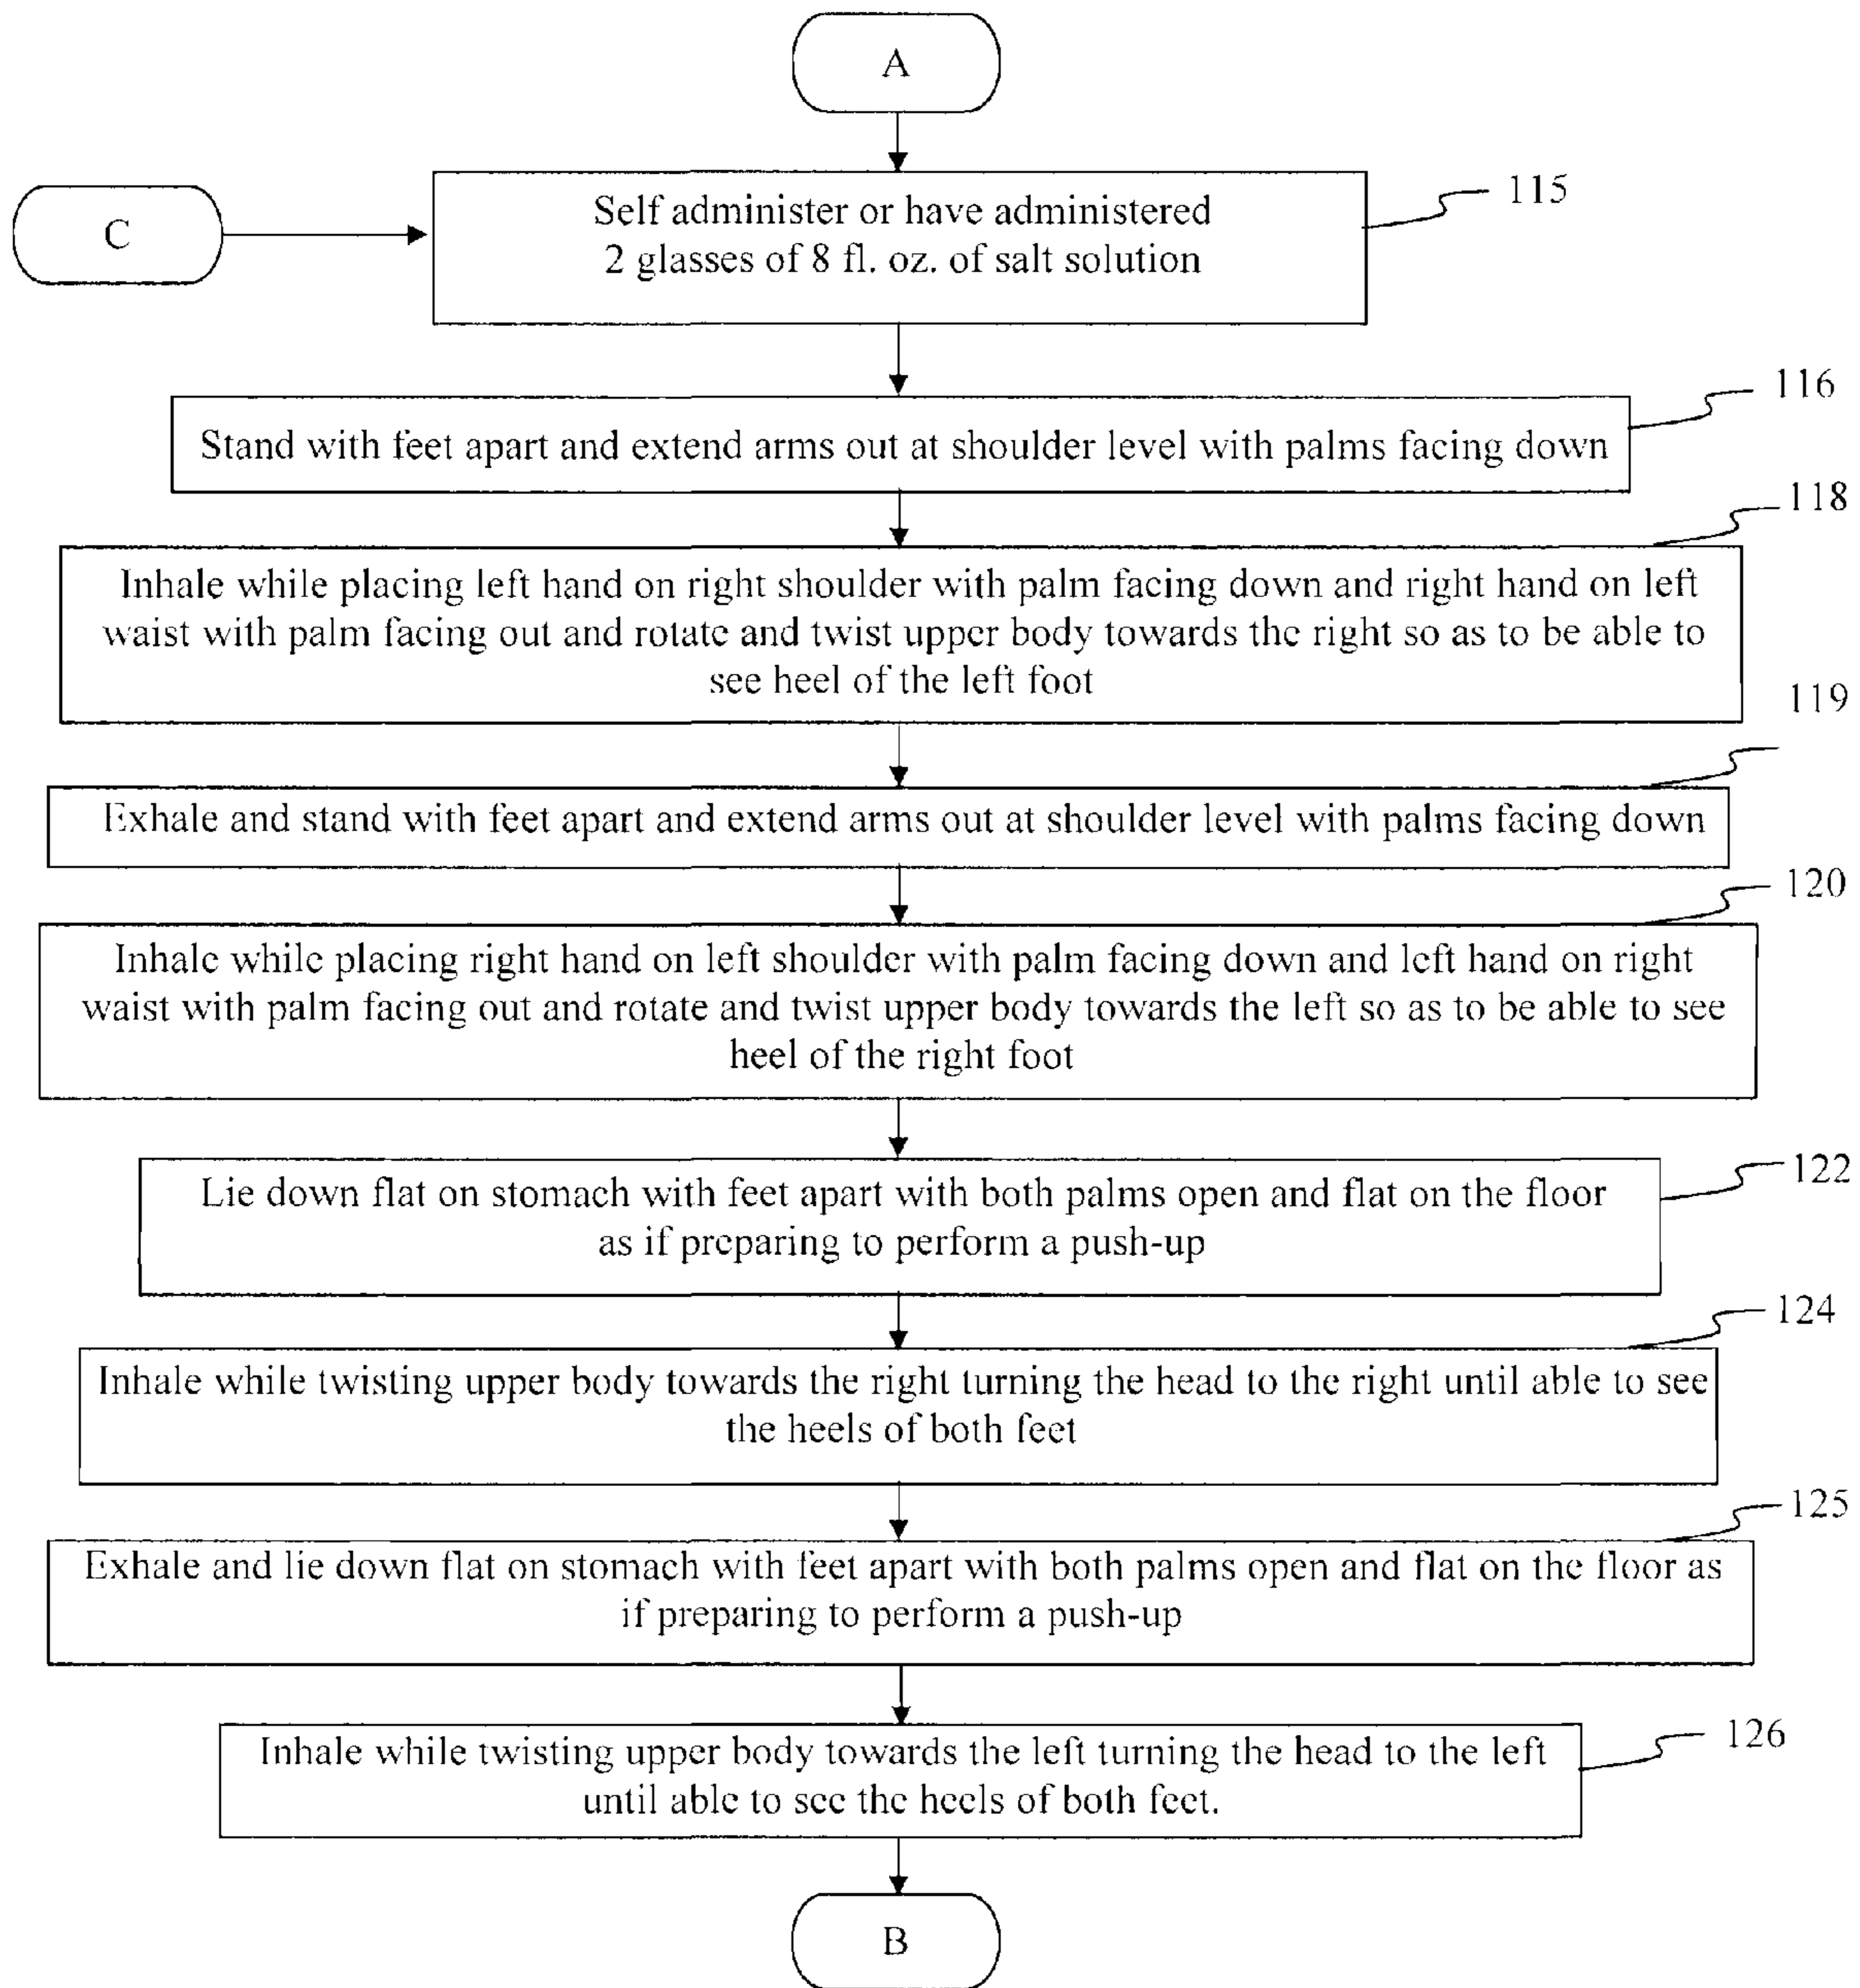 A
C
Self administer or have administered
2 glasses of 8 fl. oz. of salt solution
115
Stand with feet apart and extend arms out at shoulder level with palms facing down
116
Inhale while placing left hand on right shoulder with palm facing down and right hand on left
waist with palm facing out and rotate and twist upper body towards the right so as to be able to
see heel of the left foot
118
Exhale and stand with feet apart and extend arms out at shoulder level with palms facing down
119
Inhale while placing right hand on left shoulder with palm facing down and left hand on right
waist with palm facing out and rotate and twist upper body towards the left so as to be able to see
heel of the right foot
120
Lie down flat on stomach with feet apart with both palms open and flat on the floor
as if preparing to perform a push-up
122
Inhale while twisting upper body towards the right turning the head to the right until able to see
the heels of both feet
124
Exhale and lie down flat on stomach with feet apart with both palms open and flat on the floor as
if preparing to perform a push-up
125
Inhale while twisting upper body towards the left turning the head to the left
until able to see the heels of both feet.
126
B